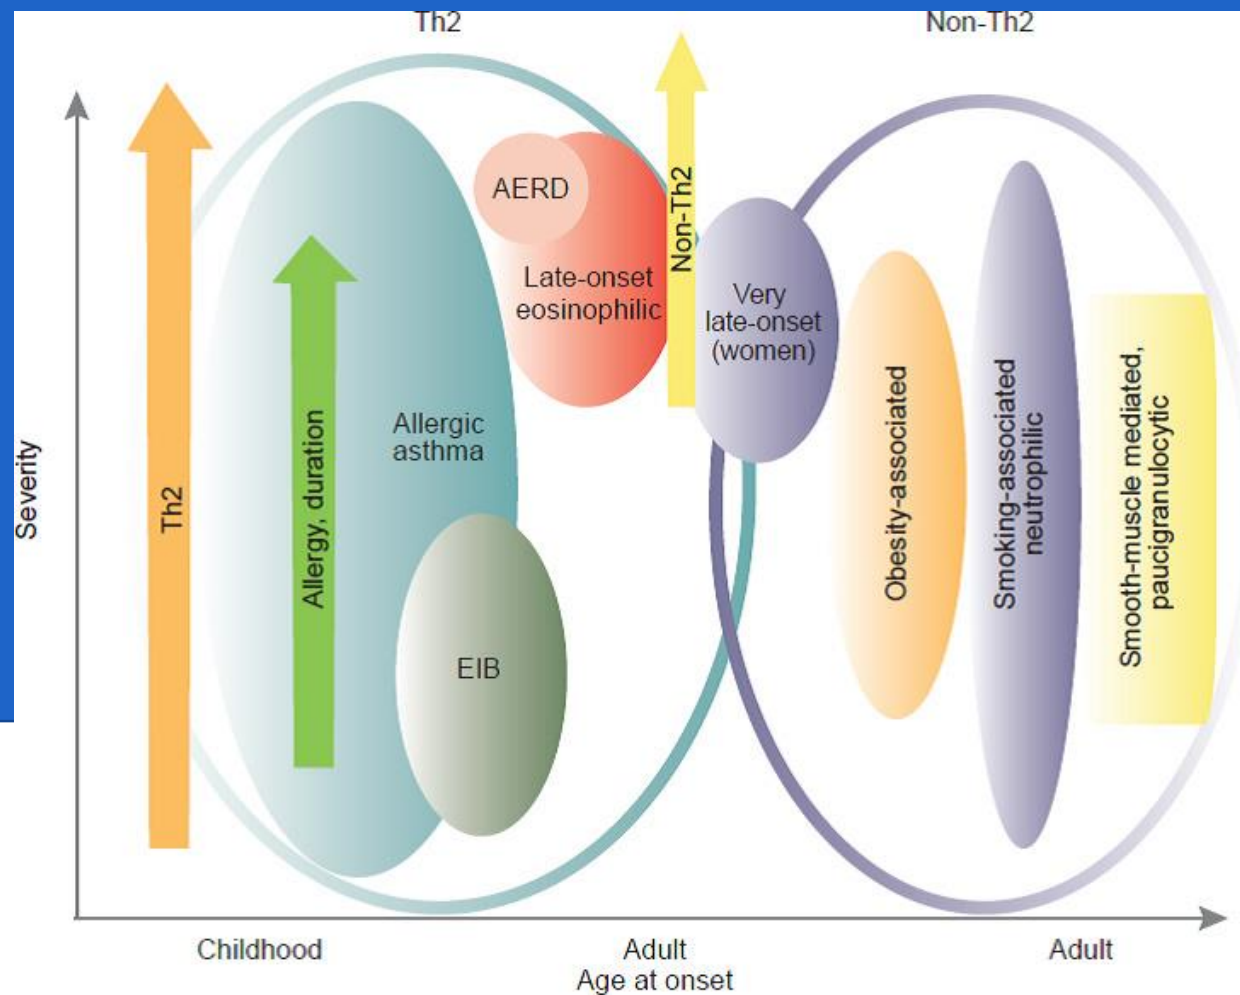 Th2
Non-Th2
Severity
Th2
Allergy, duration
Allergic
asthma
EIB
AERD
Late-onset
eosinophilic
Non-Th2
Very
late-onset
(women)
Obesity-associated
Smoking-associated
neutrophilic
Smooth-muscle mediated,
paucigranulocytic
Childhood
Adult
Adult
Age at onset